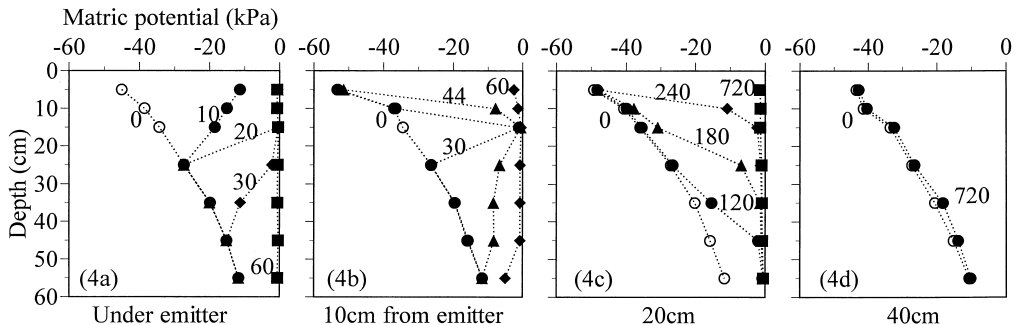 Matric potential (kPa)
-60 -40 -20 0 -60 -40 -20 0 -60 -40 -20 0 -60 -40 -20 0
0
10
20
30
40
50
60
Depth (cm)
0 10 20 30 60
(4a)
0 44 60 30
(4b)
0 240 720 180 120
(4c)
0 720
(4d)
Under emitter 10cm from emitter 20cm 40cm